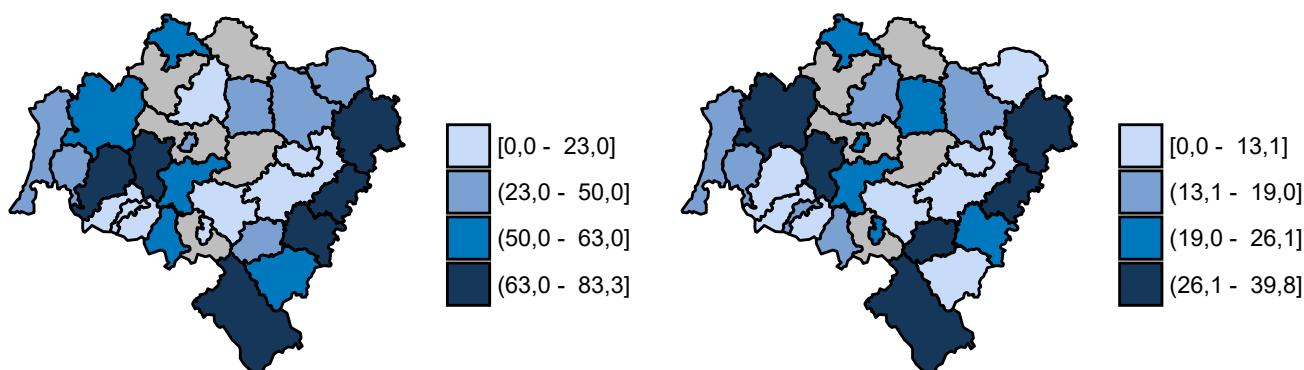 [0,0 - 23,0]
(23,0 - 50,0]
(50,0 - 63,0]
(63,0 - 83,3]
[0,0 - 13,1]
(13,1 - 19,0]
(19,0 - 26,1]
(26,1 - 39,8]